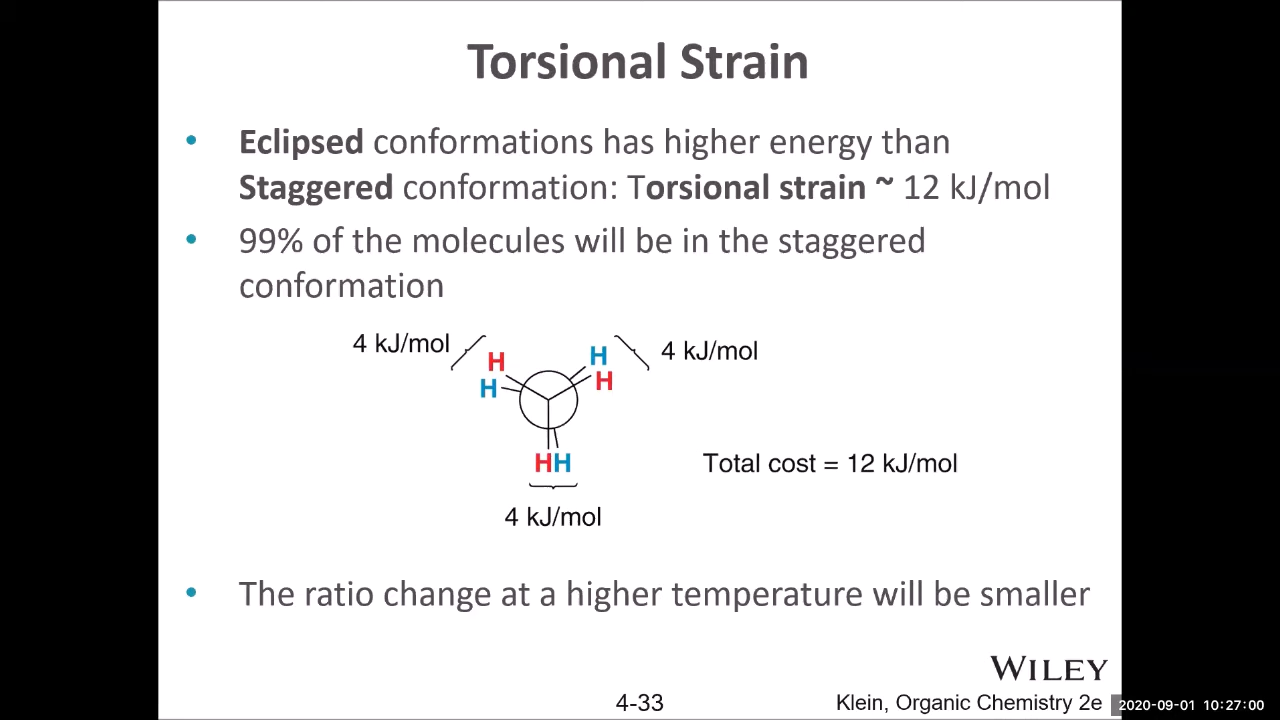 Torsional Strain
• Eclipsed conformations has higher energy than
Staggered conformation: Torsional strain ~ 12 kJ/mol
• 99% of the molecules will be in the staggered
conformation
4 kJ/mol
H
H
4 kJ/mol
H
H
HH
Total cost = 12 kJ/mol
4 kJ/mol
• The ratio change at a higher temperature will be smaller
WILEY
4-33
Klein, Organic Chemistry 2e
2020-09-01 10:27:00